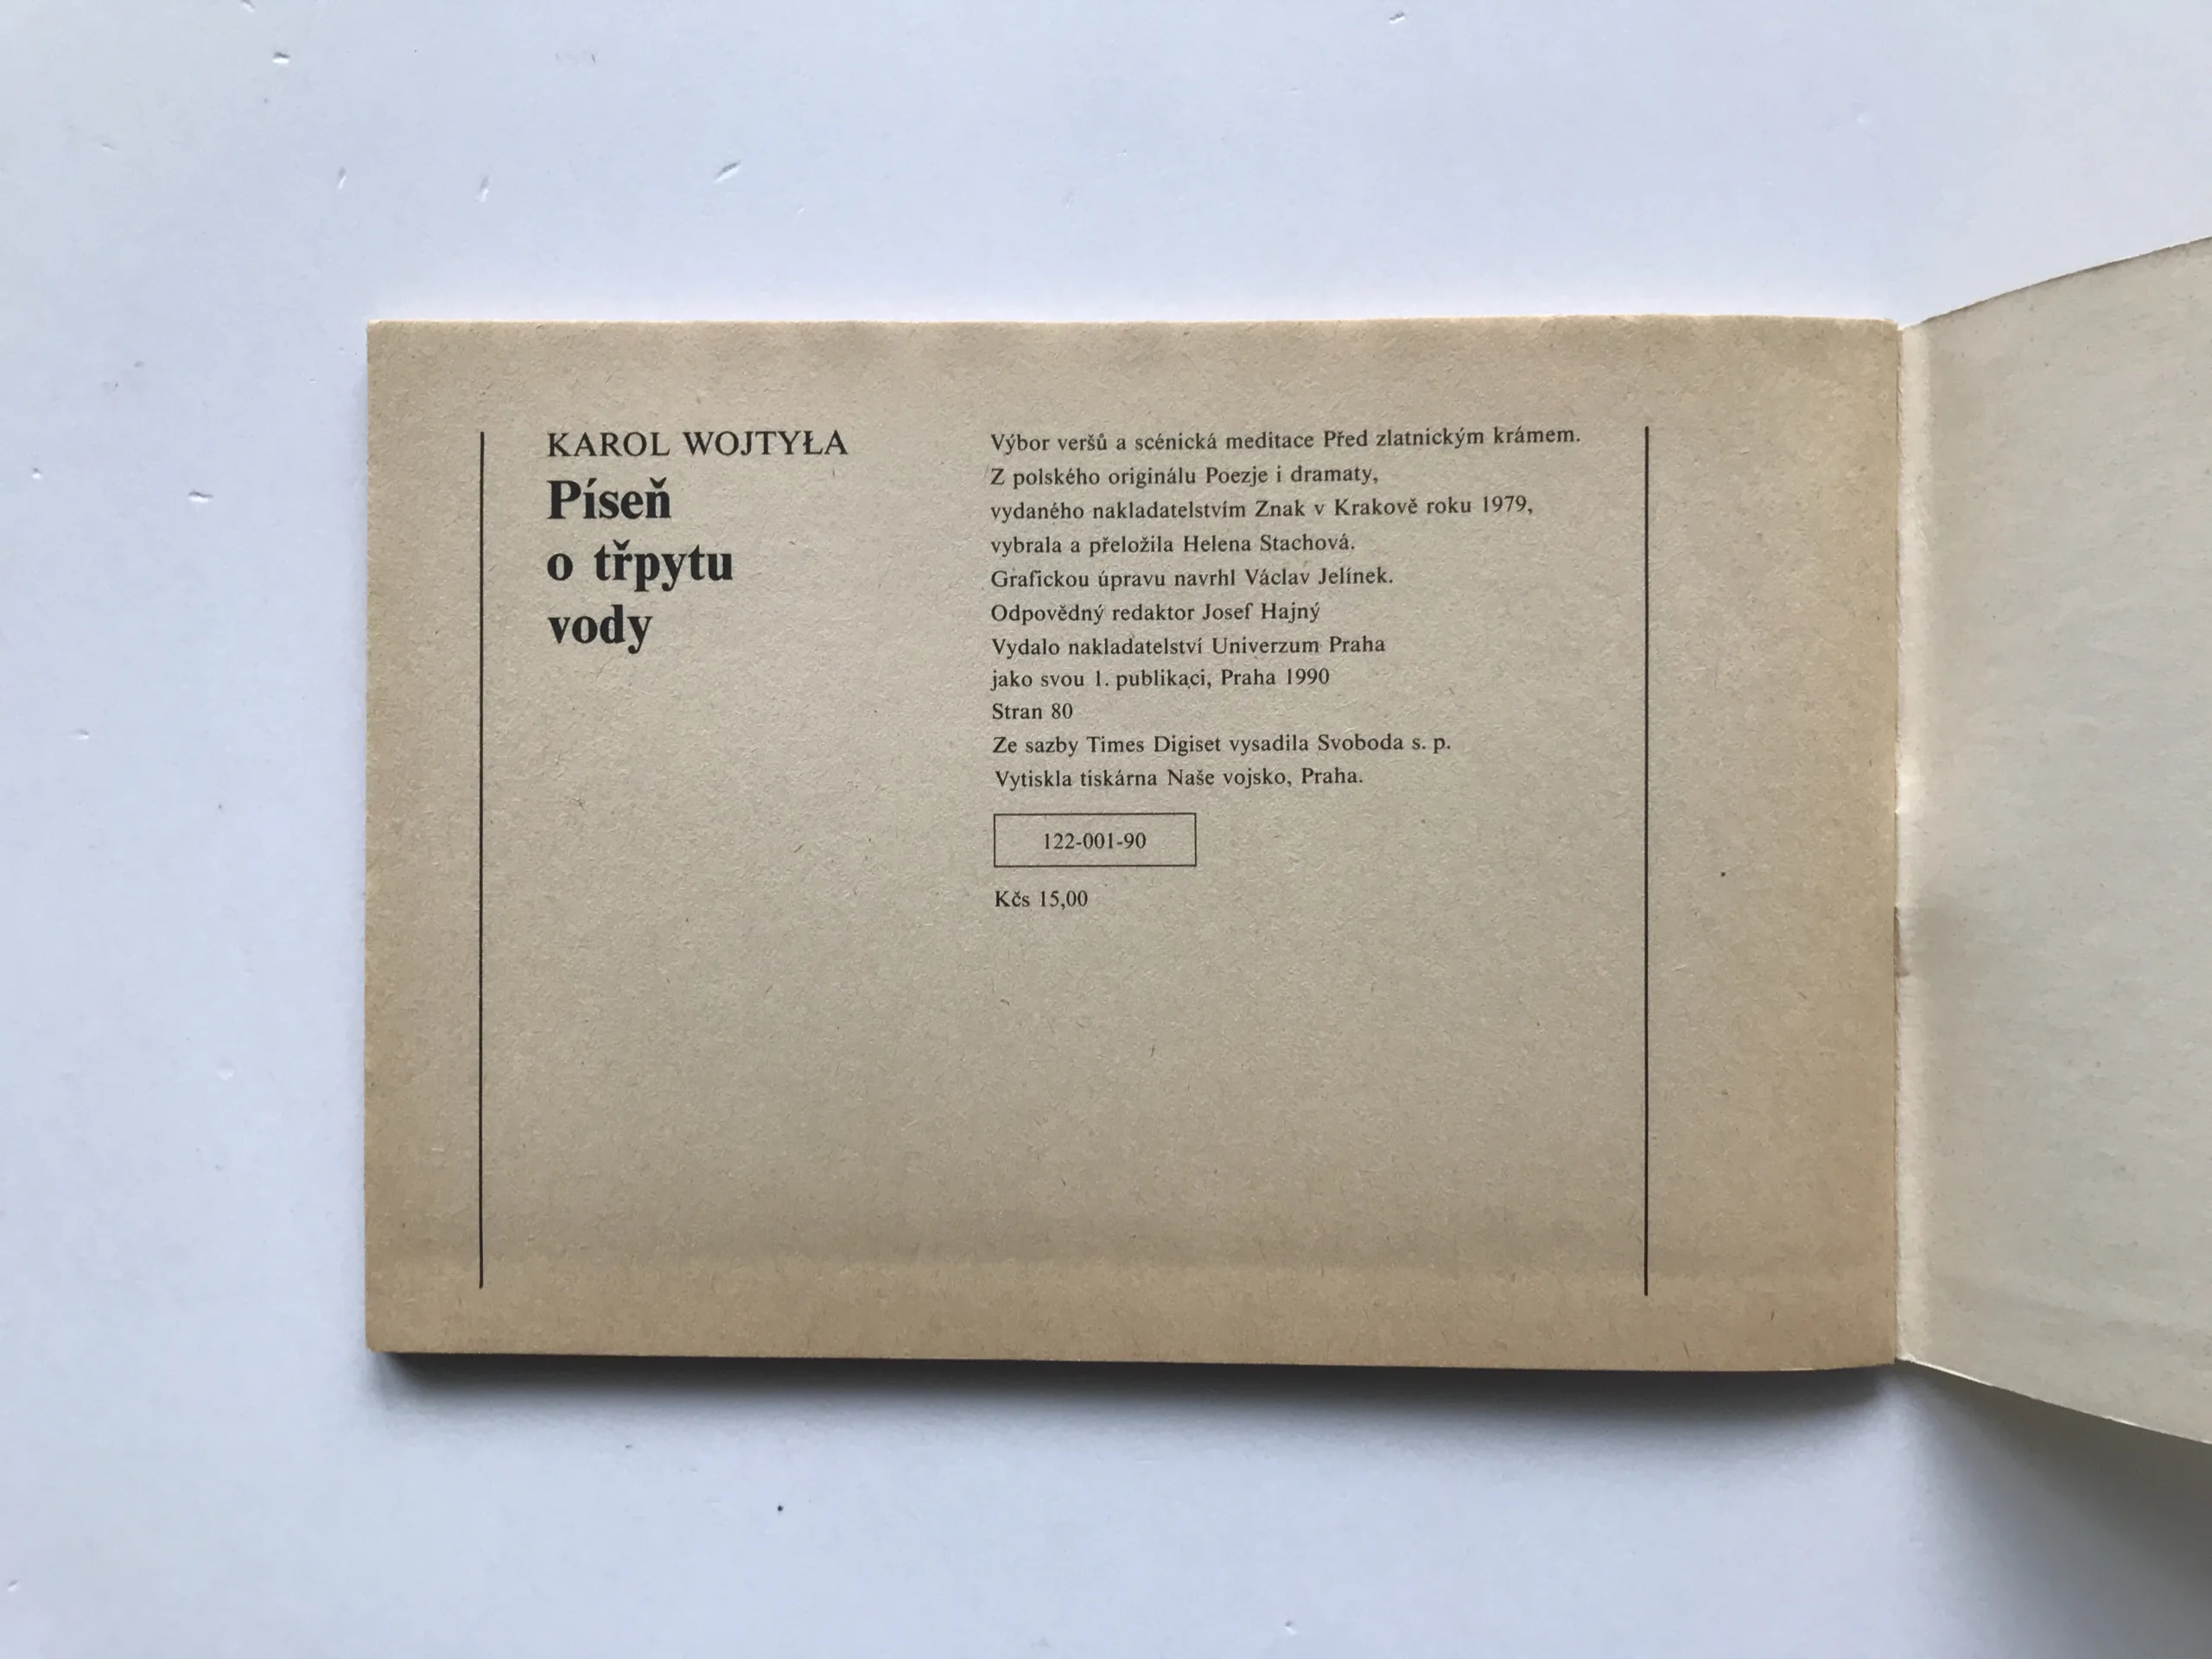 KAROL WOJTYŁA
Píseň
o třpytu
vody
Výbor veršů a scénická meditace Před zlatnickým krámem.
Z polského originálu Poezje i dramaty,
vydaného nakladatelstvím Znak v Krakově roku 1979,
vybrala a přeložila Helena Stachová.
Grafickou úpravu navrhl Václav Jelínek.
Odpovědný redaktor Josef Hajný
Vydalo nakladatelství Univerzum Praha
jako svou 1. publikaci, Praha 1990
Stran 80
Ze sazby Times Digiset vysadila Svoboda s. p.
Vytiskla tiskárna Naše vojsko, Praha.
122-001-90
Kčs 15,00